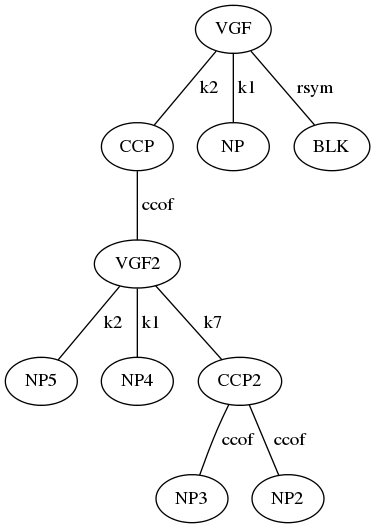 VGF
k2 k1 rsym
CCP NP BLK
ccof
VGF2
k2 k1 k7
NP5 NP4 CCP2
ccof ccof
NP3 NP2